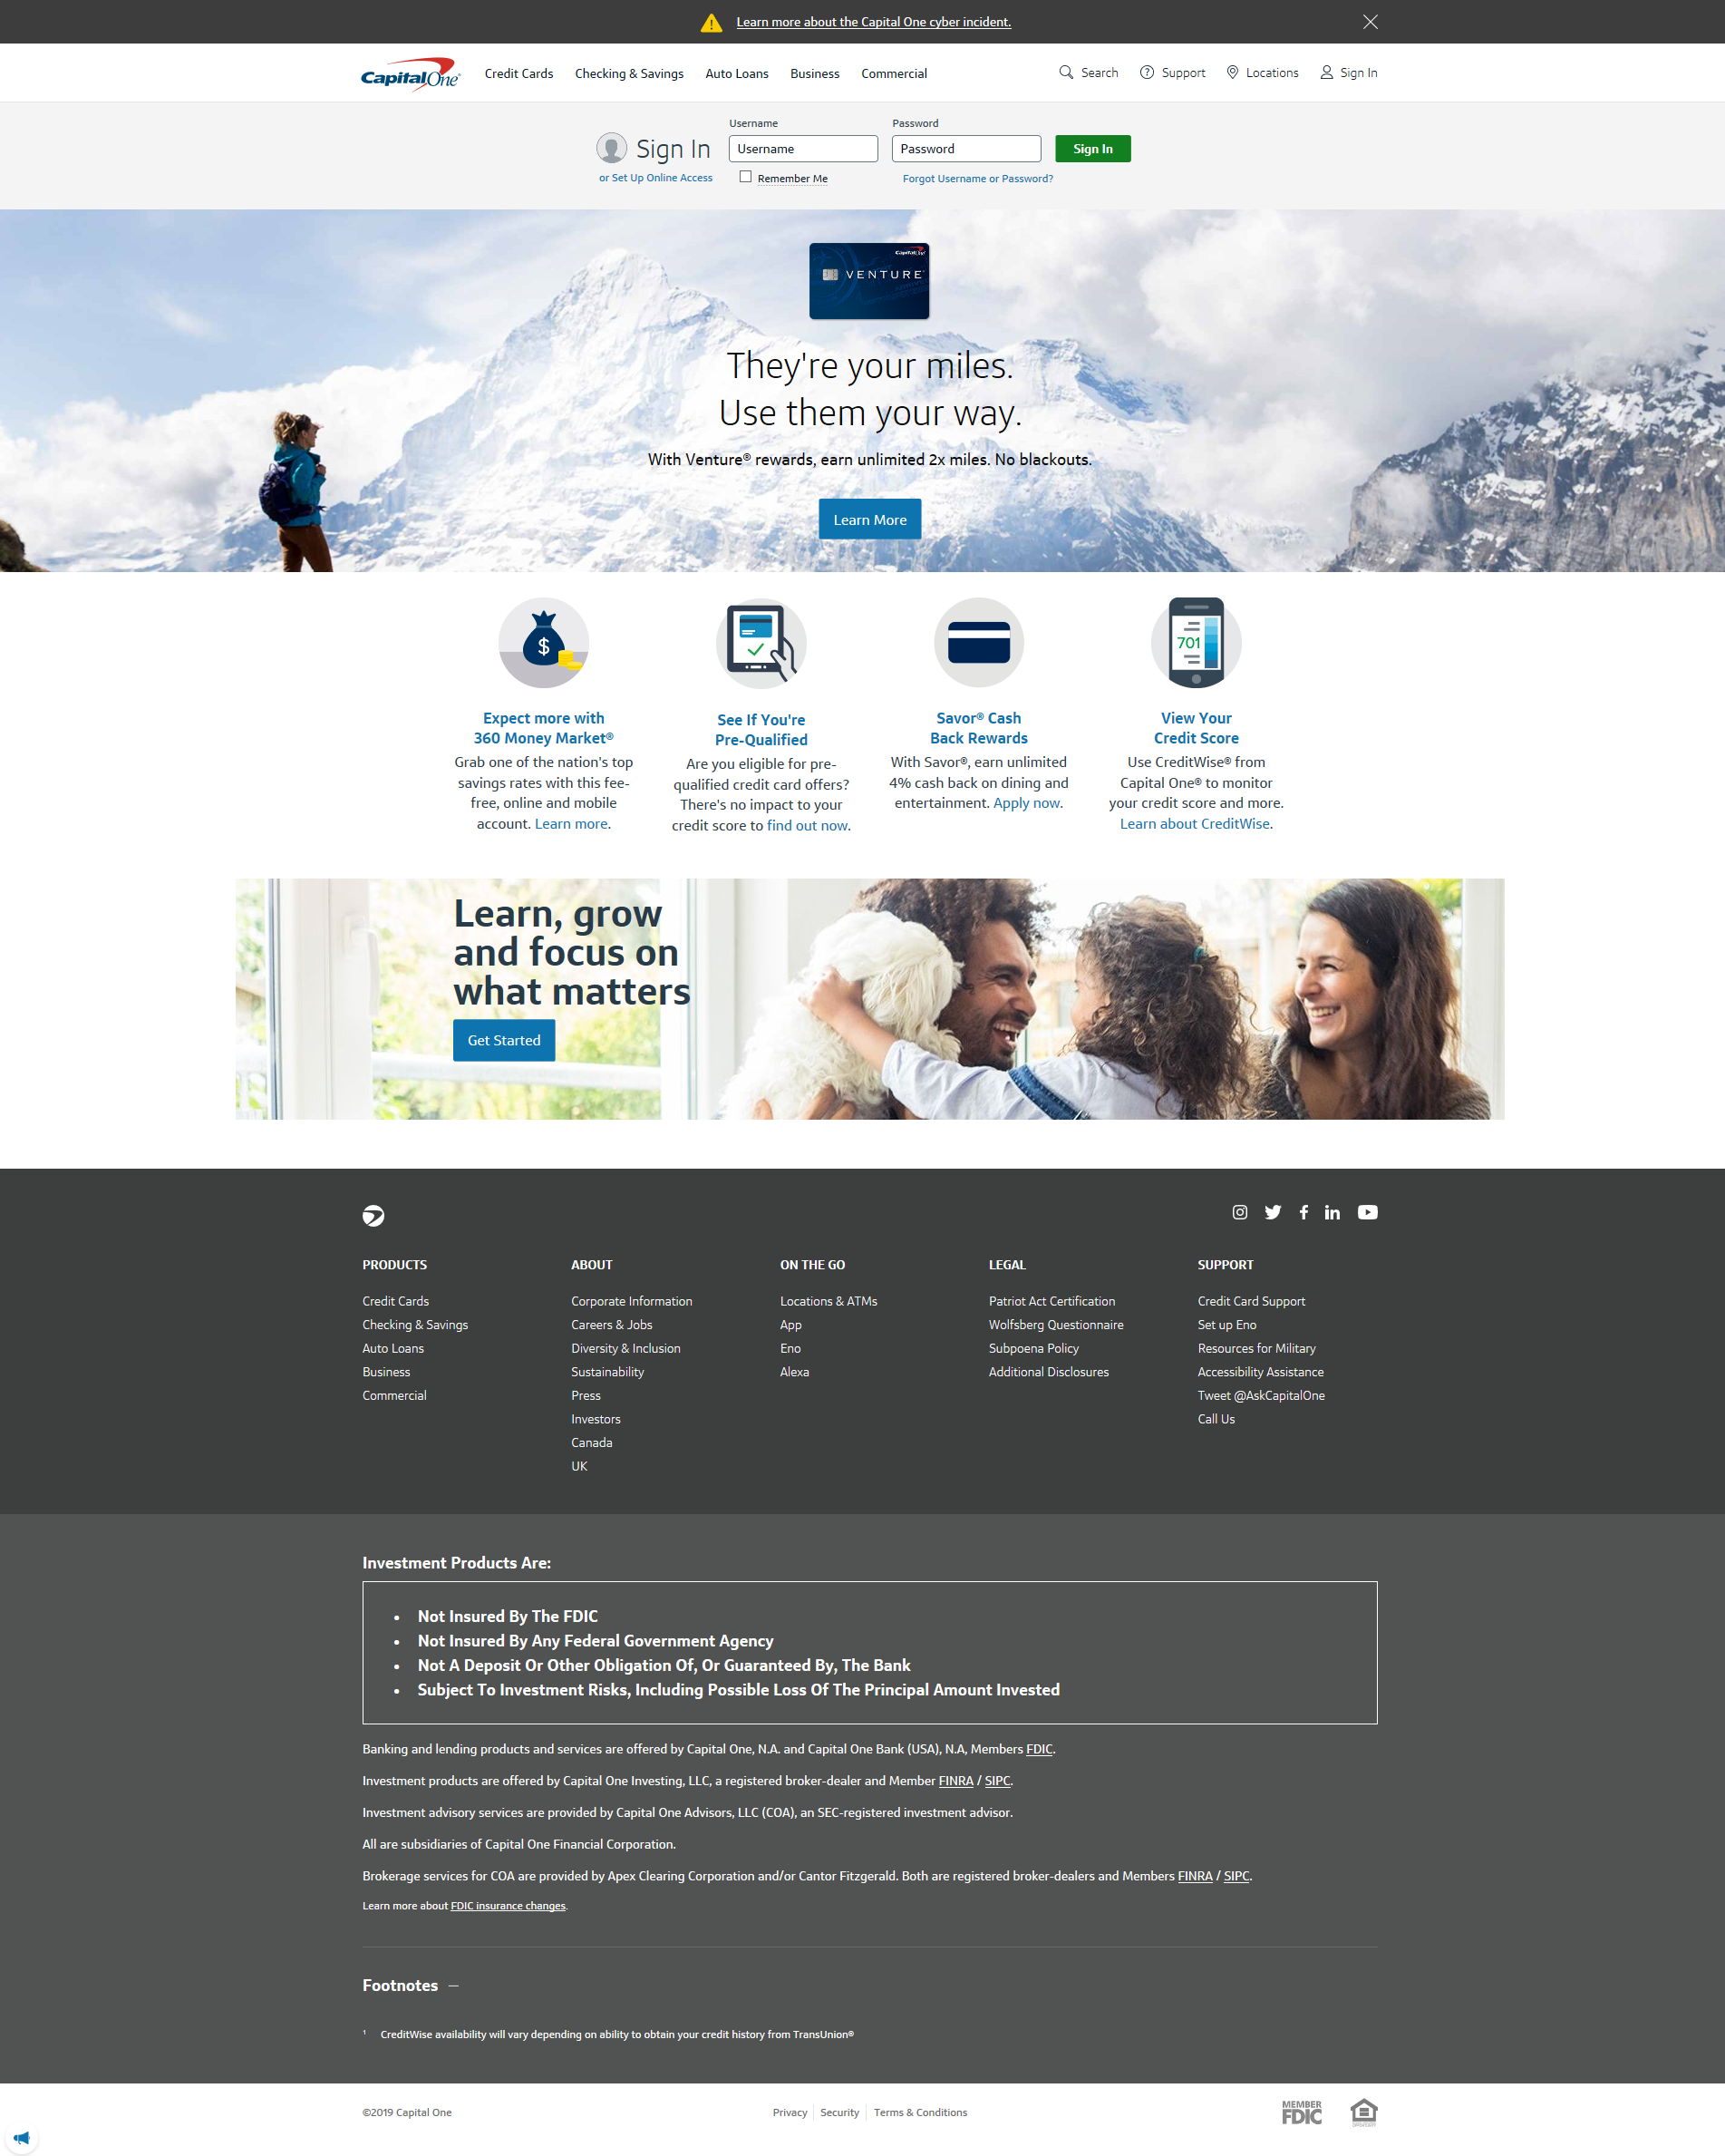 Learn more about the Capital One cyber incident.
Capital One
Credit Cards
Checking & Savings
Auto Loans
Business
Commercial
Search
Support
Locations
Sign In
Sign In
or Set Up Online Access
Username
Username
Remember Me
Password
Password
Forgot Username or Password?
Sign In
Capital One
VENTURE
They're your miles.
Use them your way.
With Venture® rewards, earn unlimited 2x miles. No blackouts.
Learn More
$
Expect more with
360 Money Market®
Grab one of the nation's top
savings rates with this fee-
free, online and mobile
account. Learn more.
See If You're
Pre-Qualified
Are you eligible for pre-
qualified credit card offers?
There's no impact to your
credit score to find out now.
Savor® Cash
Back Rewards
With Savor®, earn unlimited
4% cash back on dining and
entertainment. Apply now.
701
View Your
Credit Score
Use CreditWise® from
Capital One® to monitor
your credit score and more.
Learn about CreditWise.
Learn, grow
and focus on
what matters
Get Started
PRODUCTS
Credit Cards
Checking & Savings
Auto Loans
Business
Commercial
ABOUT
Corporate Information
Careers & Jobs
Diversity & Inclusion
Sustainability
Press
Investors
Canada
UK
ON THE GO
Locations & ATMs
App
Eno
Alexa
LEGAL
Patriot Act Certification
Wolfsberg Questionnaire
Subpoena Policy
Additional Disclosures
SUPPORT
Credit Card Support
Set up Eno
Resources for Military
Accessibility Assistance
Tweet @AskCapitalOne
Call Us
Investment Products Are:
• Not Insured By The FDIC
• Not Insured By Any Federal Government Agency
• Not A Deposit Or Other Obligation Of, Or Guaranteed By, The Bank
• Subject To Investment Risks, Including Possible Loss Of The Principal Amount Invested
Banking and lending products and services are offered by Capital One, N.A. and Capital One Bank (USA), N.A, Members FDIC.
Investment products are offered by Capital One Investing, LLC, a registered broker-dealer and Member FINRA / SIPC.
Investment advisory services are provided by Capital One Advisors, LLC (COA), an SEC-registered investment advisor.
All are subsidiaries of Capital One Financial Corporation.
Brokerage services for COA are provided by Apex Clearing Corporation and/or Cantor Fitzgerald. Both are registered broker-dealers and Members FINRA / SIPC.
Learn more about FDIC insurance changes.
Footnotes —
1 CreditWise availability will vary depending on ability to obtain your credit history from TransUnion®
©2019 Capital One
Privacy
Security
Terms & Conditions
MEMBER
FDIC